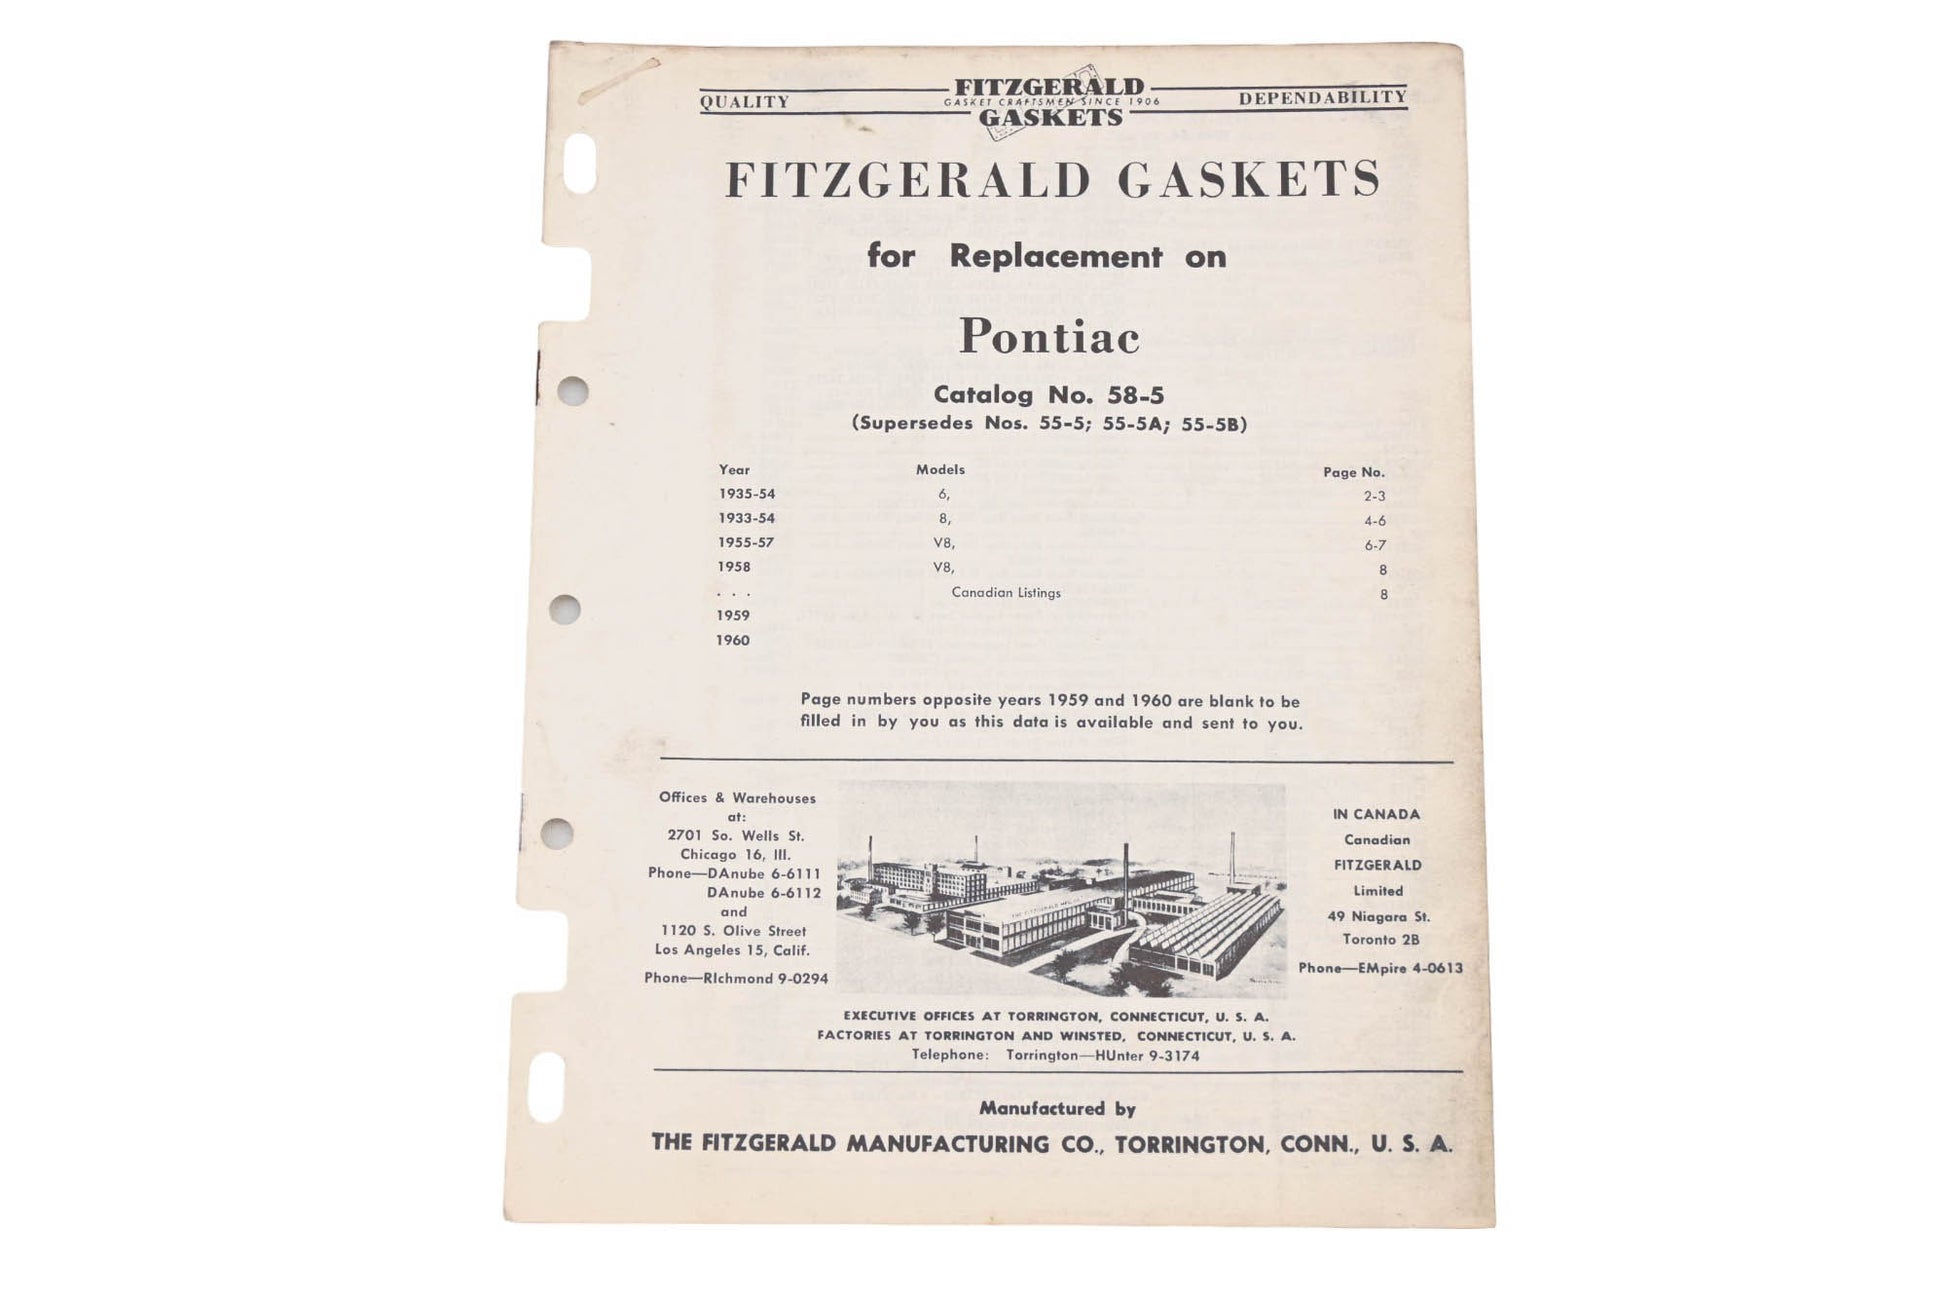 QUALITY
FITZGERALD
GASKET CRAFTSMEN SINCE 1906
GASKETS
DEPENDABILITY
FITZGERALD GASKETS
for Replacement on
Pontiac
Catalog No. 58-5
(Supersedes Nos. 55-5; 55-5A; 55-5B)
Year Models Page No.
1935-54 6, 2-3
1933-54 8, 4-6
1955-57 V8, 6-7
1958 V8, 8
. . . Canadian Listings 8
1959
1960
Page numbers opposite years 1959 and 1960 are blank to be
filled in by you as this data is available and sent to you.
Offices & Warehouses
at:
2701 So. Wells St.
Chicago 16, Ill.
Phone—DAnube 6-6111
DAnube 6-6112
and
1120 S. Olive Street
Los Angeles 15, Calif.
Phone—RIchmond 9-0294
THE FITZGERALD MFG.
IN CANADA
Canadian
FITZGERALD
Limited
49 Niagara St.
Toronto 2B
Phone—EMpire 4-0613
EXECUTIVE OFFICES AT TORRINGTON, CONNECTICUT, U. S. A.
FACTORIES AT TORRINGTON AND WINSTED, CONNECTICUT, U. S. A.
Telephone: Torrington—HUnter 9-3174
Manufactured by
THE FITZGERALD MANUFACTURING CO., TORRINGTON, CONN., U. S. A.